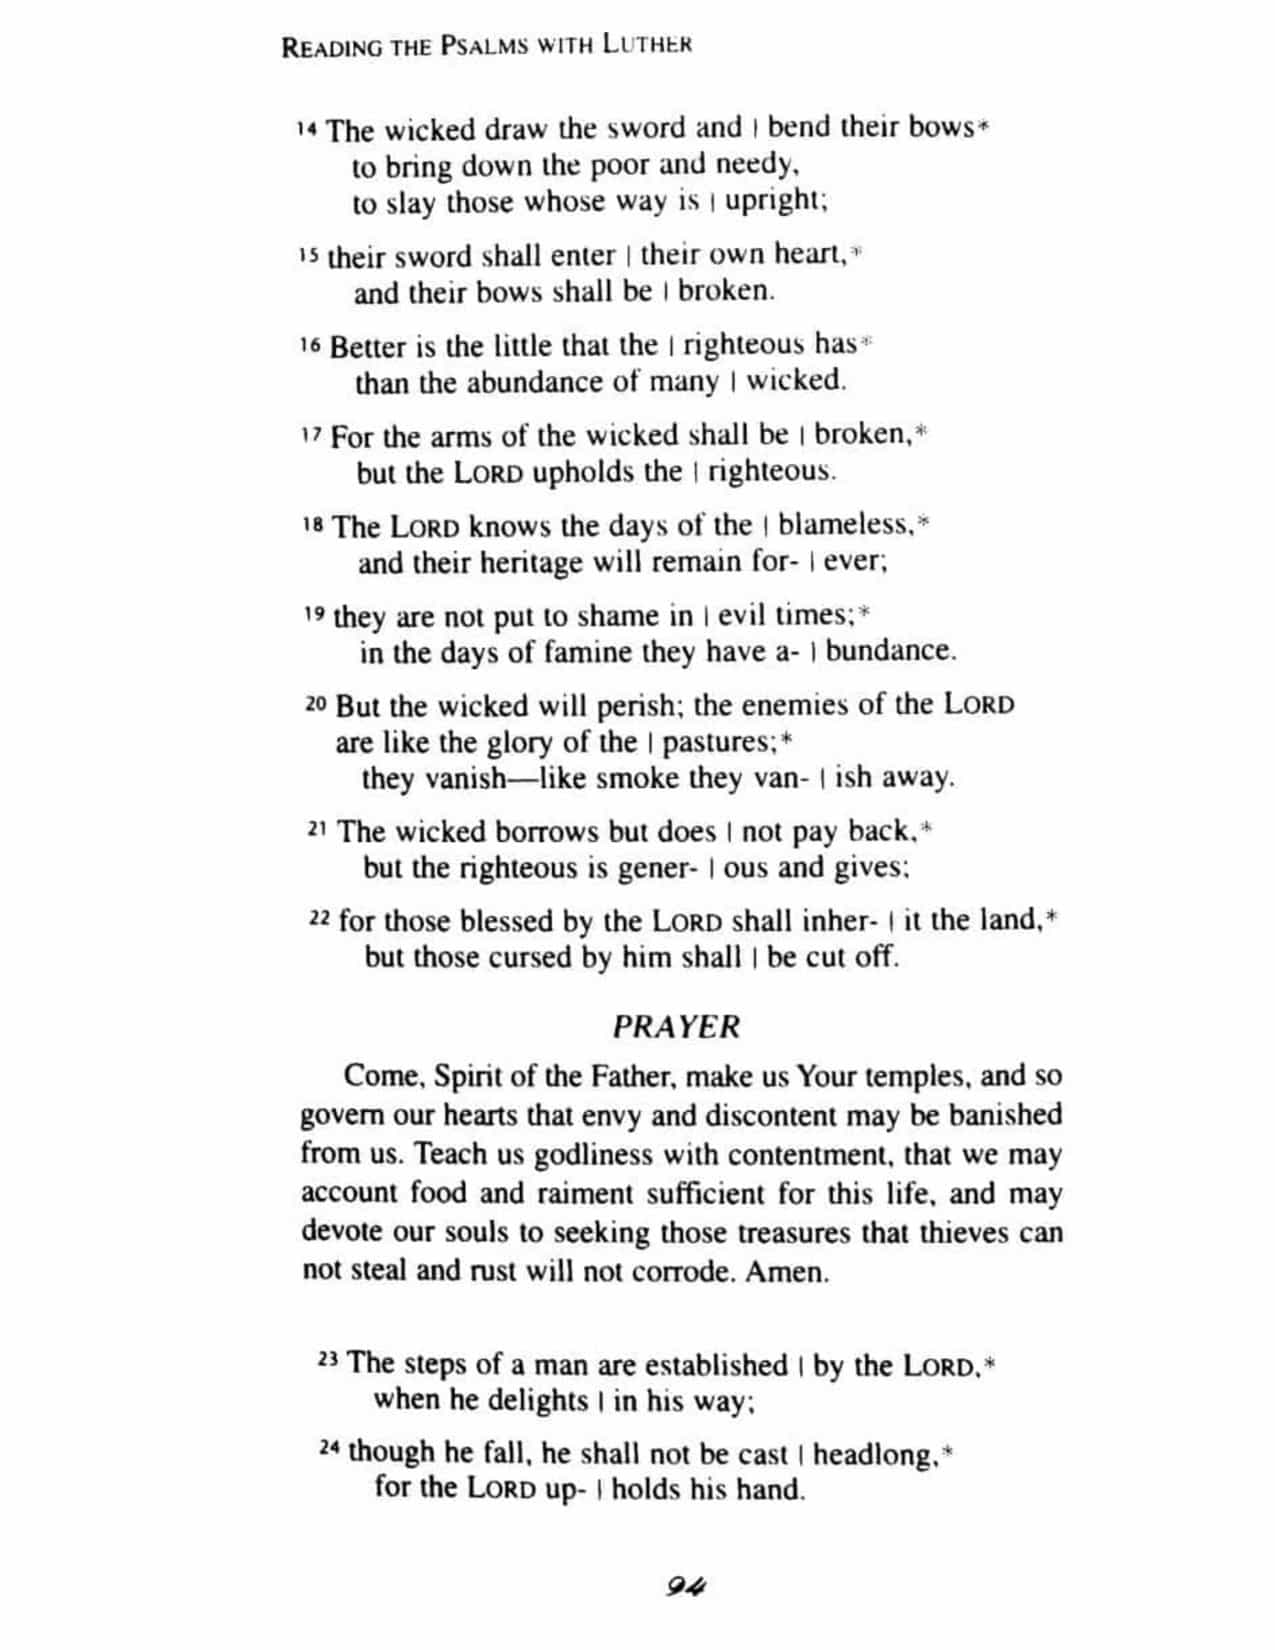 READING THE PSALMS WITH LUTHER
14 The wicked draw the sword and | bend their bows*
to bring down the poor and needy,
to slay those whose way is | upright;
15 their sword shall enter | their own heart,*
and their bows shall be | broken.
16 Better is the little that the | righteous has*
than the abundance of many | wicked.
17 For the arms of the wicked shall be | broken,*
but the LORD upholds the | righteous.
18 The LORD knows the days of the | blameless,*
and their heritage will remain for- | ever;
19 they are not put to shame in | evil times;*
in the days of famine they have a- | bundance.
20 But the wicked will perish; the enemies of the LORD
are like the glory of the | pastures;*
they vanish—like smoke they van- | ish away.
21 The wicked borrows but does | not pay back,*
but the righteous is gener- | ous and gives;
22 for those blessed by the LORD shall inher- | it the land,*
but those cursed by him shall | be cut off.
PRAYER
Come, Spirit of the Father, make us Your temples, and so
govern our hearts that envy and discontent may be banished
from us. Teach us godliness with contentment, that we may
account food and raiment sufficient for this life, and may
devote our souls to seeking those treasures that thieves can
not steal and rust will not corrode. Amen.
23 The steps of a man are established | by the LORD,*
when he delights | in his way;
24 though he fall, he shall not be cast | headlong,*
for the LORD up- | holds his hand.
94